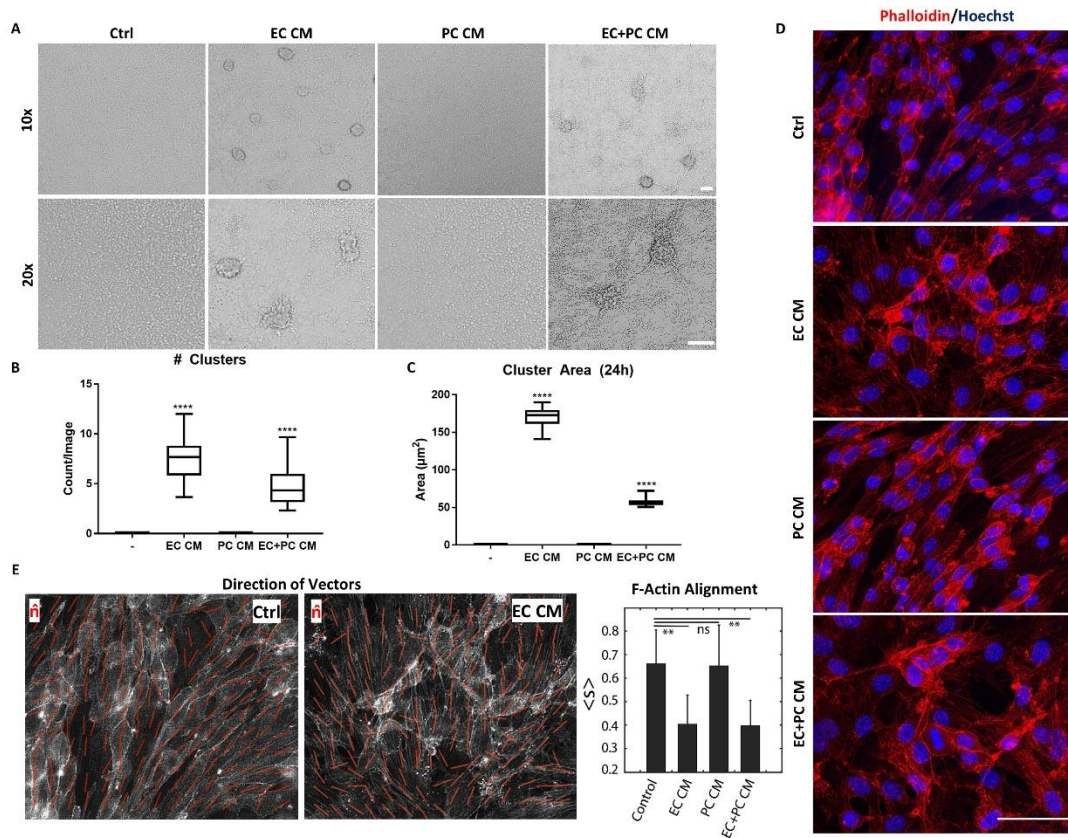 A
Ctrl
EC CM
PC CM
EC+PC CM
10x
20x
B
# Clusters
Count/Image
15
10
5
0
****
****
-
EC CM
PC CM
EC+PC CM
C
Cluster Area (24h)
Area (µm²)
200
150
100
50
0
****
****
-
EC CM
PC CM
EC+PC CM
D
Phalloidin/Hoechst
Ctrl
EC CM
PC CM
EC+PC CM
E
Direction of Vectors
n̂
Ctrl
n̂
EC CM
F-Actin Alignment
<S>
0.8
0.7
0.6
0.5
0.4
0.3
0.2
**
ns
**
Control
EC CM
PC CM
EC+PC CM